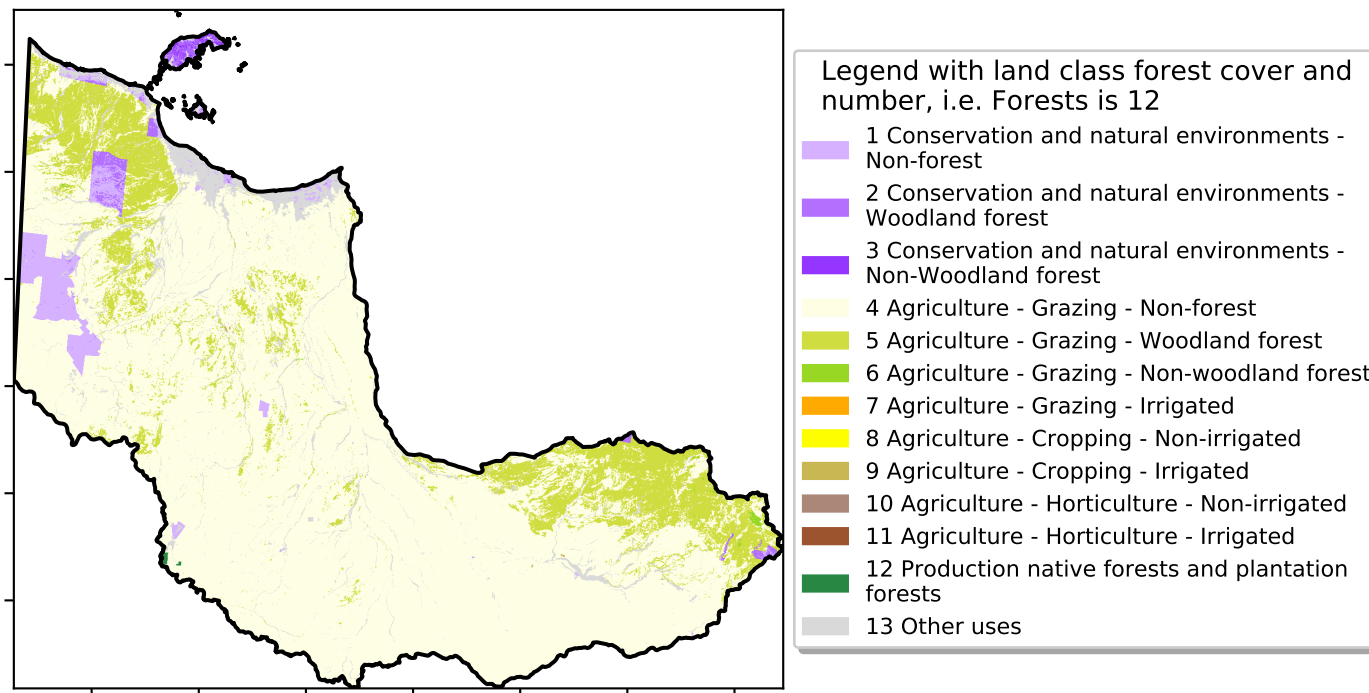 Legend with land class forest cover and
number, i.e. Forests is 12
1 Conservation and natural environments -
Non-forest
2 Conservation and natural environments -
Woodland forest
3 Conservation and natural environments -
Non-Woodland forest
4 Agriculture - Grazing - Non-forest
5 Agriculture - Grazing - Woodland forest
6 Agriculture - Grazing - Non-woodland forest
7 Agriculture - Grazing - Irrigated
8 Agriculture - Cropping - Non-irrigated
9 Agriculture - Cropping - Irrigated
10 Agriculture - Horticulture - Non-irrigated
11 Agriculture - Horticulture - Irrigated
12 Production native forests and plantation
forests
13 Other uses